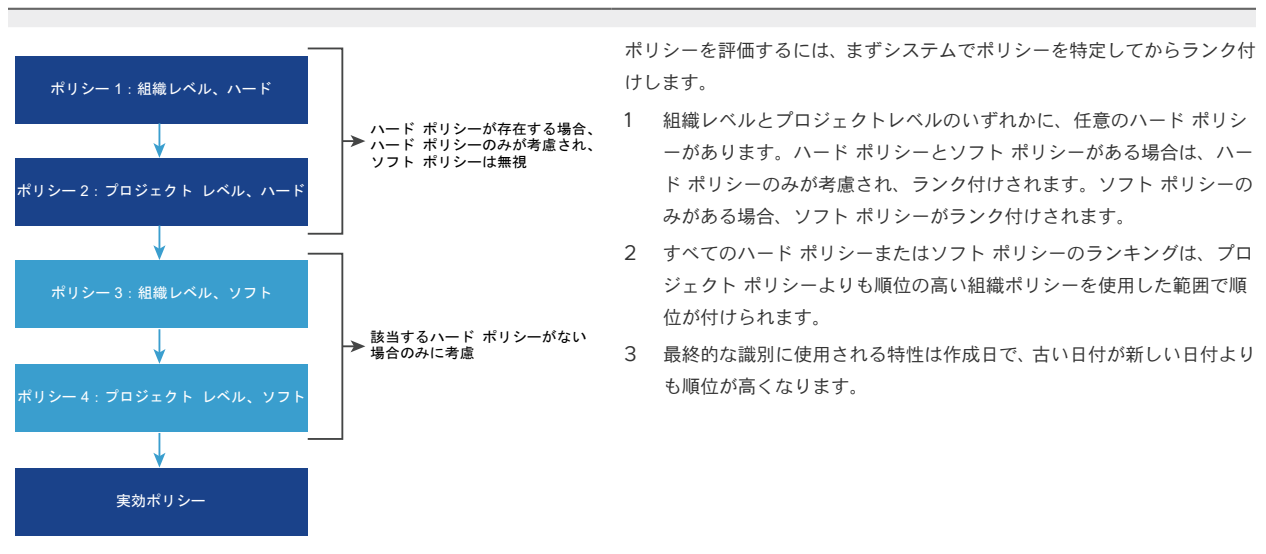 ポリシー 1：組織レベル、ハード
ポリシー 2：プロジェクト レベル、ハード
ハード ポリシーが存在する場合、
ハード ポリシーのみが考慮され、
ソフト ポリシーは無視
ポリシー 3：組織レベル、ソフト
ポリシー 4：プロジェクト レベル、ソフト
該当するハード ポリシーがない
場合のみに考慮
実効ポリシー
ポリシーを評価するには、まずシステムでポリシーを特定してからランク付
けします。
1 組織レベルとプロジェクトレベルのいずれかに、任意のハード ポリシ
ーがあります。ハード ポリシーとソフト ポリシーがある場合は、ハー
ド ポリシーのみが考慮され、ランク付けされます。ソフト ポリシーの
みがある場合、ソフト ポリシーがランク付けされます。
2 すべてのハード ポリシーまたはソフト ポリシーのランキングは、プロ
ジェクト ポリシーよりも順位の高い組織ポリシーを使用した範囲で順
位が付けられます。
3 最終的な識別に使用される特性は作成日で、古い日付が新しい日付より
も順位が高くなります。